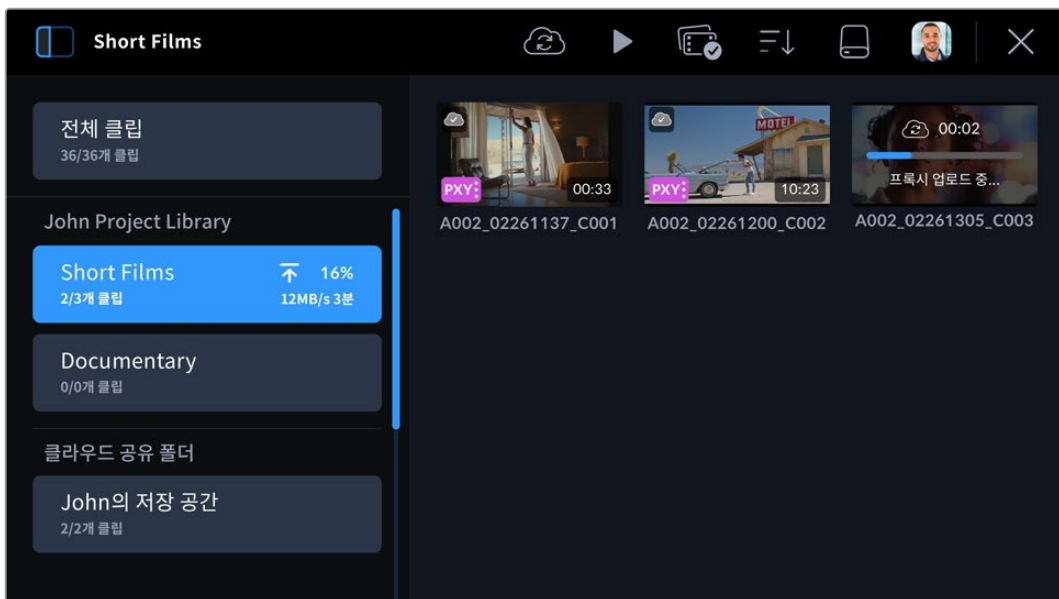 Short Films
전체 클립
36/36개 클립
John Project Library
Short Films 16%
2/3개 클립 12MB/s 3분
Documentary
0/0개 클립
클라우드 공유 폴더
John의 저장 공간
2/2개 클립
MOTEL
00:02
프록시 업로드 중...
PXY 00:33
PXY 10:23
A002_02261137_C001
A002_02261200_C002
A002_02261305_C003